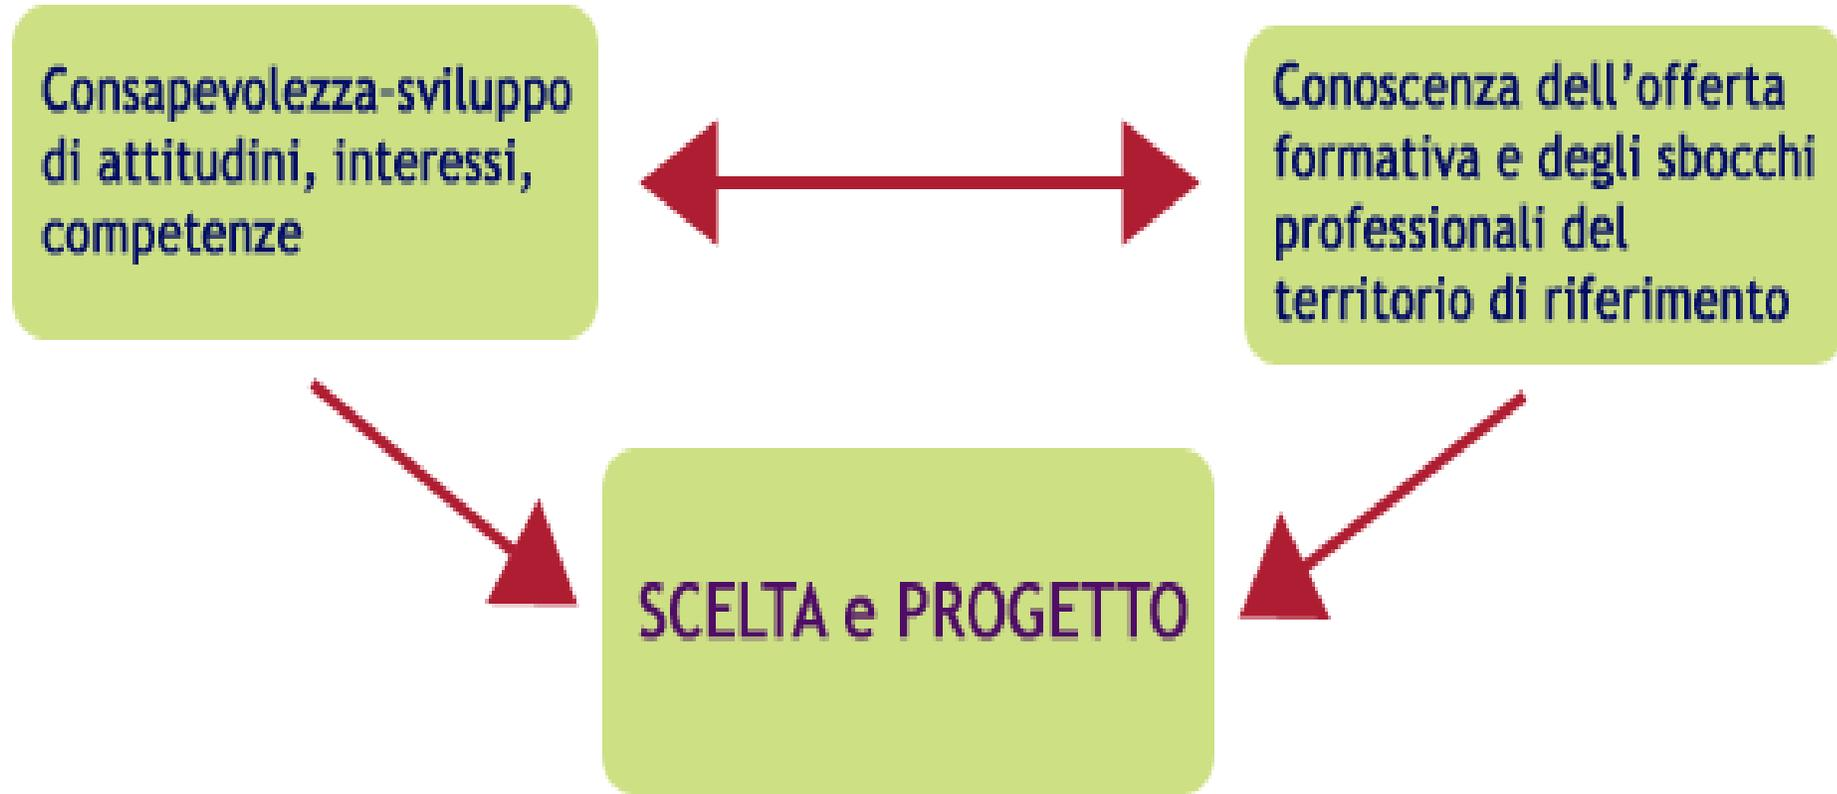 Consapevolezza-sviluppo
di attitudini, interessi,
competenze
Conoscenza dell’offerta
formativa e degli sbocchi
professionali del
territorio di riferimento
SCELTA e PROGETTO